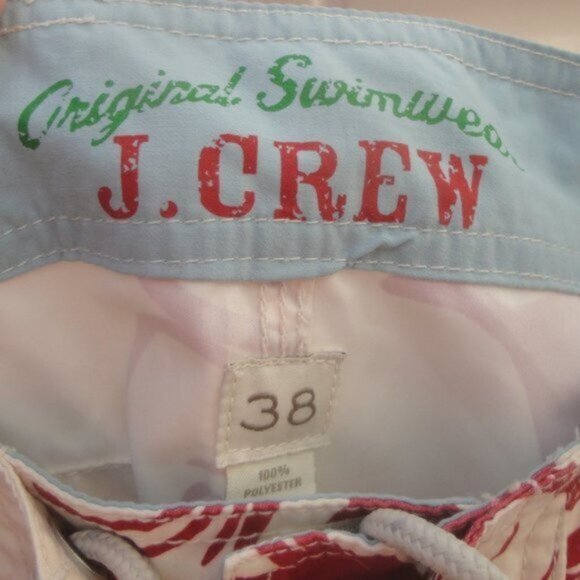 Original Swimwear
J.CREW
38
100%
POLYESTER